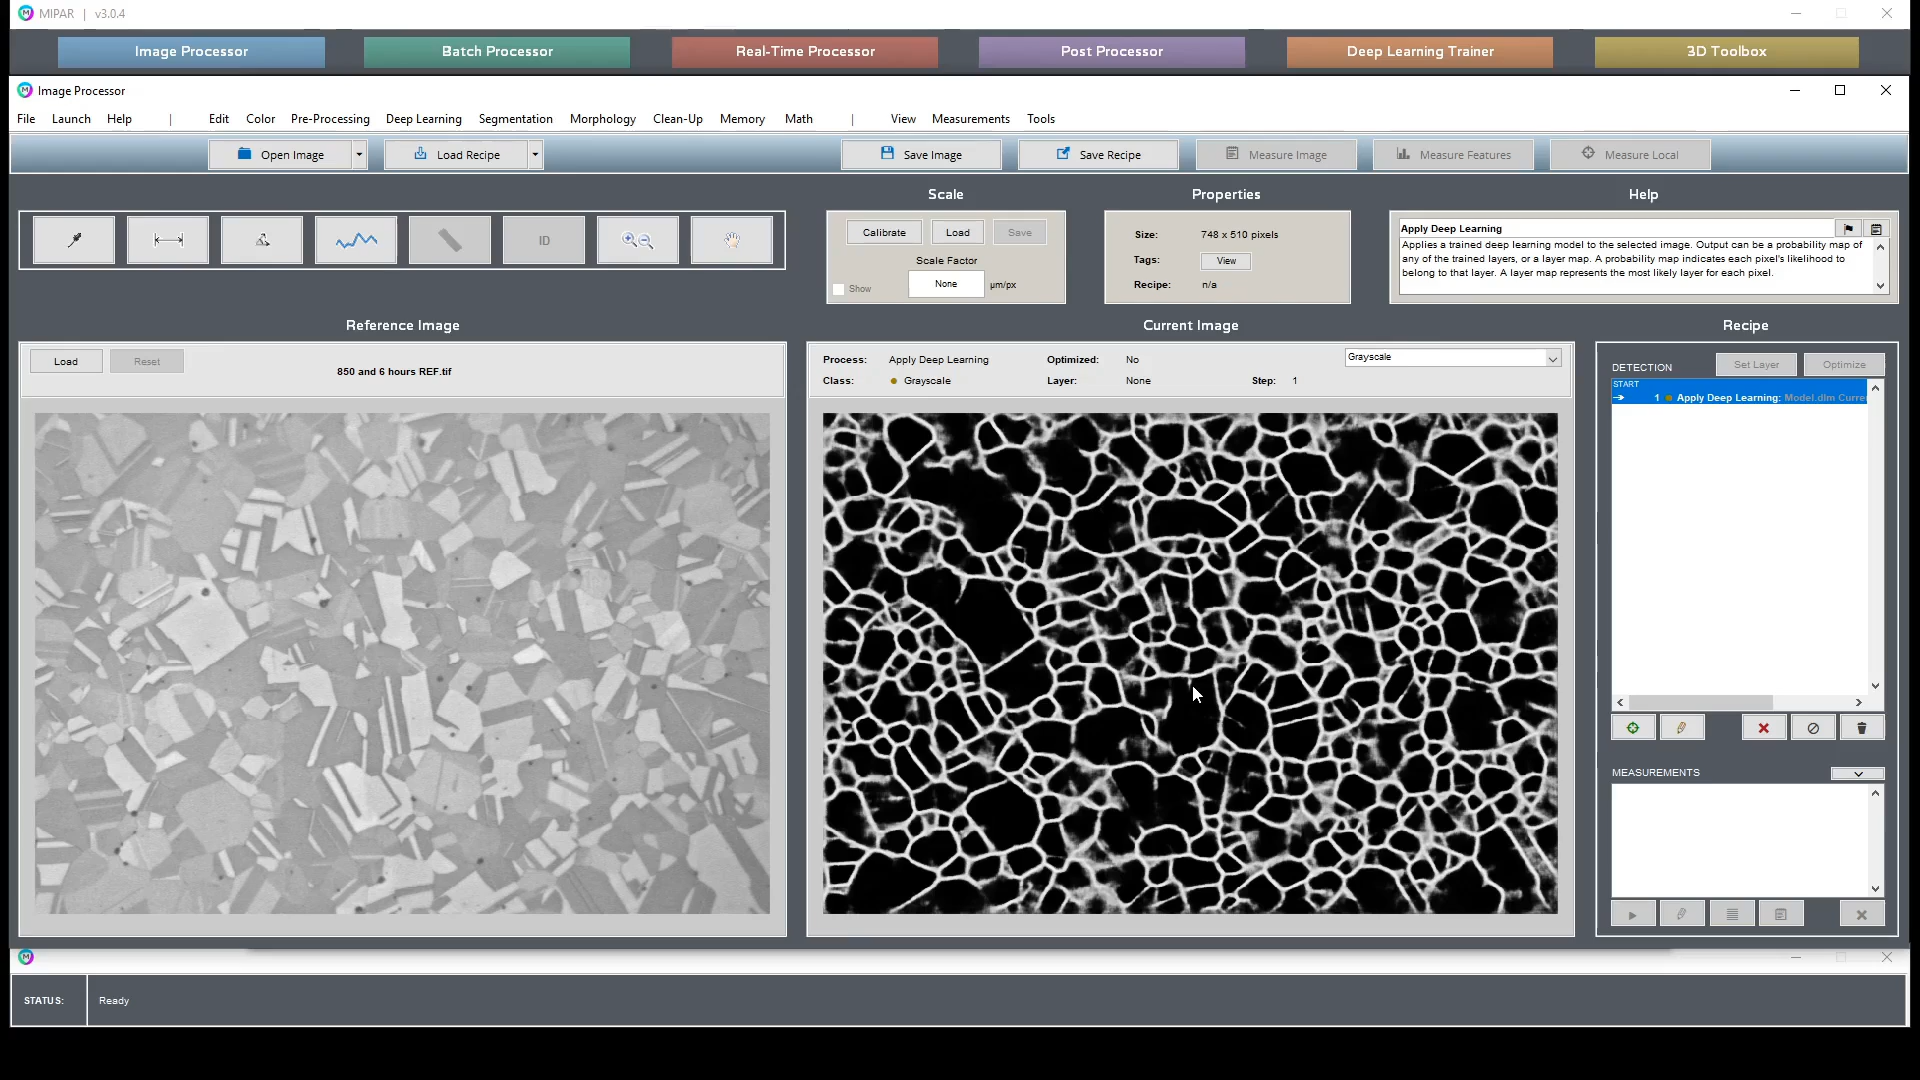 MIPAR | v3.0.4
Image Processor
Batch Processor
Real-Time Processor
Post Processor
Deep Learning Trainer
3D Toolbox
Image Processor
File Launch Help | Edit Color Pre-Processing Deep Learning Segmentation Morphology Clean-Up Memory Math | View Measurements Tools
Open Image
Load Recipe
Save Image
Save Recipe
Measure Image
Measure Features
Measure Local
ID
Scale
Calibrate
Load
Save
Scale Factor
Show
None
µm/px
Properties
Size: 748 x 510 pixels
Tags: View
Recipe: n/a
Help
Apply Deep Learning
Applies a trained deep learning model to the selected image. Output can be a probability map of
any of the trained layers, or a layer map. A probability map indicates each pixel's likelihood to
belong to that layer. A layer map represents the most likely layer for each pixel.
Reference Image
Load
Reset
850 and 6 hours REF.tif
Current Image
Process: Apply Deep Learning Optimized: No
Grayscale
Class: Grayscale Layer: None Step: 1
Recipe
DETECTION
Set Layer
Optimize
START
1 Apply Deep Learning: Model.dlm Curre
MEASUREMENTS
STATUS: Ready